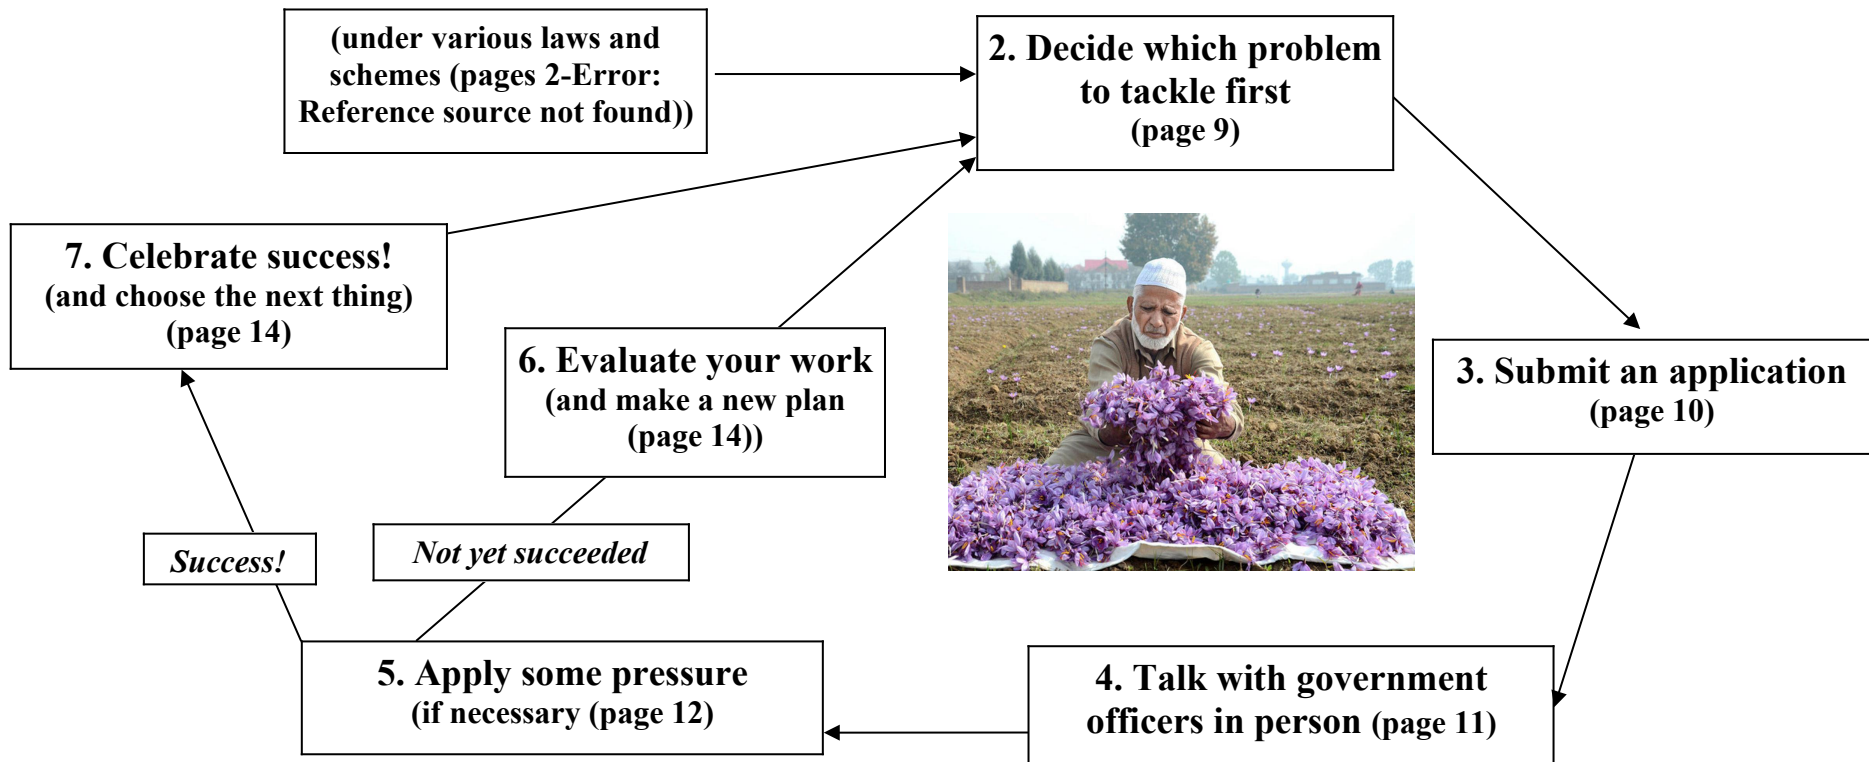 (under various laws and
schemes (pages 2-Error:
Reference source not found))
2. Decide which problem
to tackle first
(page 9)
3. Submit an application
(page 10)
4. Talk with government
officers in person (page 11)
5. Apply some pressure
(if necessary (page 12)
Not yet succeeded
6. Evaluate your work
(and make a new plan
(page 14))
Success!
7. Celebrate success!
(and choose the next thing)
(page 14)